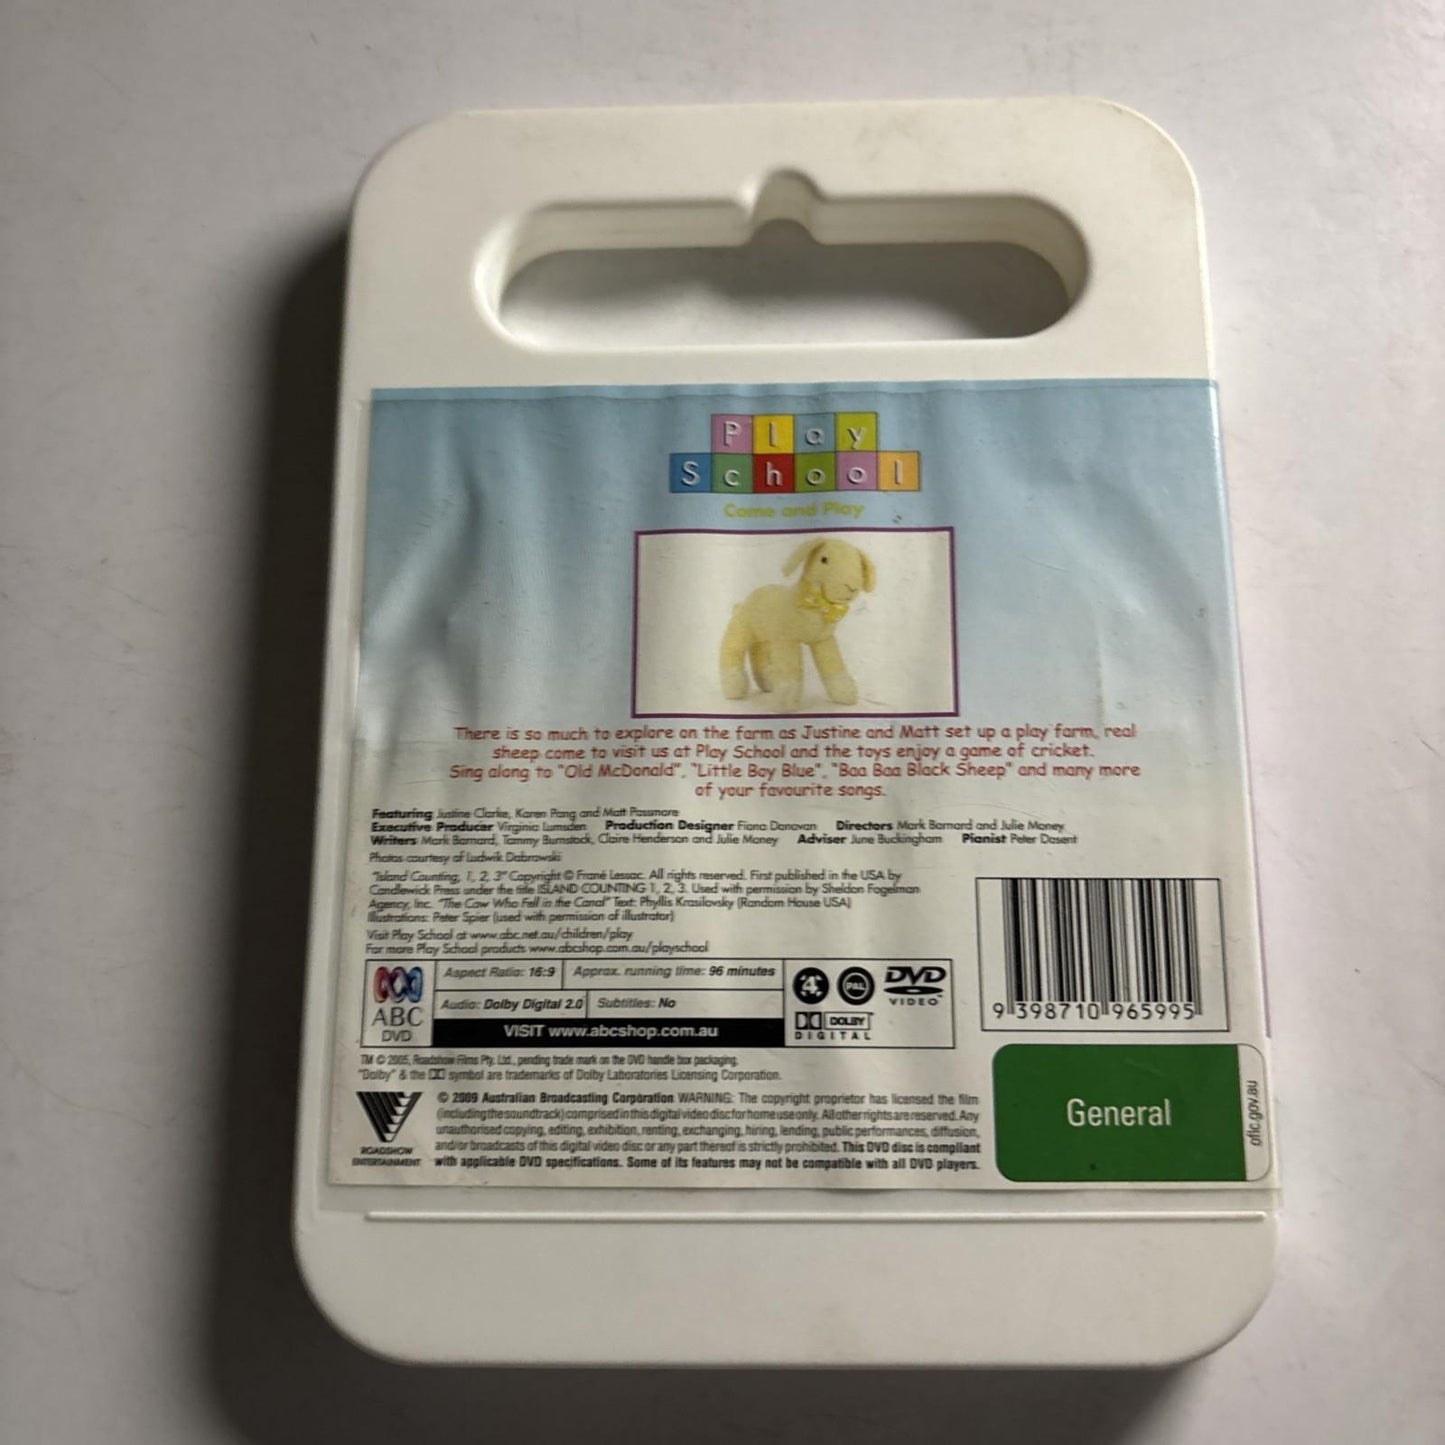 Play
School
Come and Play
There is so much to explore on the farm as Justine and Matt set up a play farm, real
sheep come to visit us at Play School and the toys enjoy a game of cricket.
Sing along to "Old McDonald", "Little Boy Blue", "Baa Baa Black Sheep" and many more
of your favourite songs.
Featuring Justine Clarke, Karen Pang and Matt Passmore
Executive Producer Virginia Lumsden Production Designer Fiona Donovan Directors Mark Barnard and Julie Money
Writers Mark Barnard, Tammy Burnstock, Claire Henderson and Julie Money Adviser June Buckingham Pianist Peter Dasent
Photos courtesy of Ludwik Dabrowski
"Island Counting, 1, 2, 3" Copyright © Frané Lessac. All rights reserved. First published in the USA by
Candlewick Press under the title ISLAND COUNTING 1, 2, 3. Used with permission by Sheldon Fogelman
Agency, Inc. "The Cow Who Fell in the Canal" Text: Phyllis Krasilovsky (Random House USA)
Illustrations: Peter Spier (used with permission of illustrator)
Visit Play School at www.abc.net.au/children/play
For more Play School products www.abcshop.com.au/playschool
ABC
DVD
Aspect Ratio: 16:9 Approx. running time: 96 minutes
Audio: Dolby Digital 2.0 Subtitles: No
VISIT www.abcshop.com.au
4 PAL DVD
VIDEO™
DOLBY
DIGITAL
9 398710 965995
TM © 2005, Roadshow Films Pty. Ltd., pending trade mark on the DVD handle box packaging.
"Dolby" & the symbol are trademarks of Dolby Laboratories Licensing Corporation.
ROADSHOW
ENTERTAINMENT
© 2009 Australian Broadcasting Corporation WARNING: The copyright proprietor has licensed the film
(including the soundtrack) comprised in this digital video disc for home use only. All other rights are reserved. Any
unauthorised copying, editing, exhibition, renting, exchanging, hiring, lending, public performances, diffusion,
and/or broadcasts of this digital video disc or any part thereof is strictly prohibited. This DVD disc is compliant
with applicable DVD specifications. Some of its features may not be compatible with all DVD players.
General
oflc.gov.au